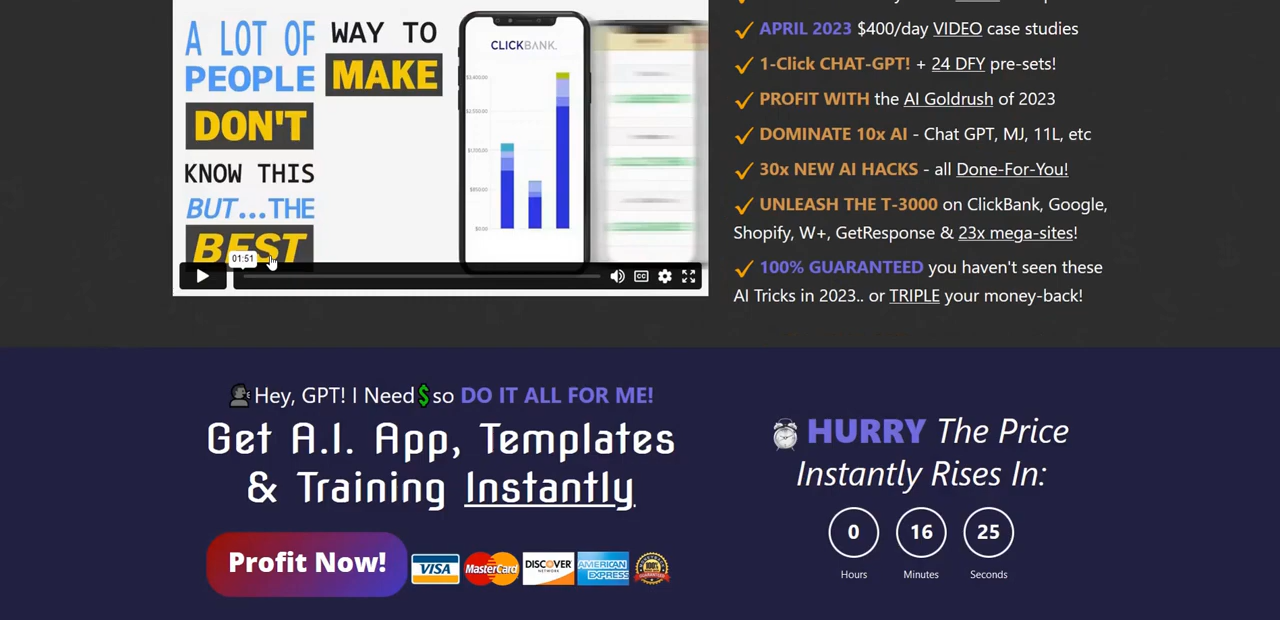 A LOT OF
PEOPLE
DON'T
KNOW THIS
BUT...THE
BEST
WAY TO
MAKE
CLICKBANK.
01:51
CC
APRIL 2023 $400/day VIDEO case studies
1-Click CHAT-GPT! + 24 DFY pre-sets!
PROFIT WITH the AI Goldrush of 2023
DOMINATE 10x AI - Chat GPT, MJ, 11L, etc
30x NEW AI HACKS - all Done-For-You!
UNLEASH THE T-3000 on ClickBank, Google,
Shopify, W+, GetResponse & 23x mega-sites!
100% GUARANTEED you haven't seen these
AI Tricks in 2023.. or TRIPLE your money-back!
Hey, GPT! I Need $ so DO IT ALL FOR ME!
Get A.I. App, Templates
& Training Instantly
Profit Now!
VISA
MasterCard
DISCOVER
NETWORK
AMERICAN
EXPRESS
HURRY The Price
Instantly Rises In:
0 16 25
Hours Minutes Seconds